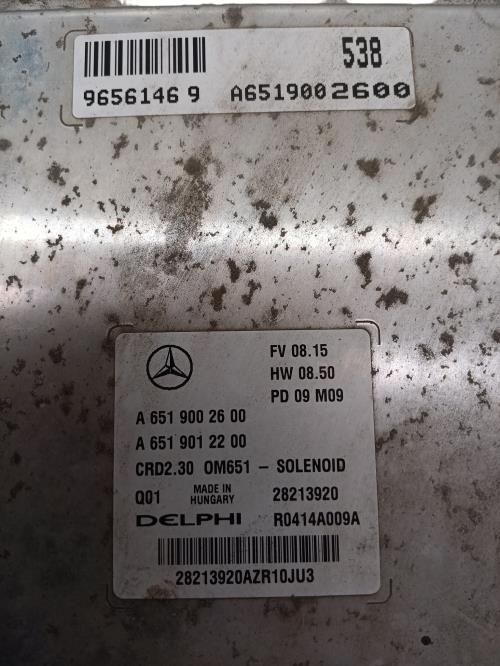 538
96561469 A6519002600
FV 08.15
HW 08.50
PD 09 M09
A 651 900 26 00
A 651 901 22 00
CRD2.30 OM651 - SOLENOID
Q01 MADE IN HUNGARY 28213920
DELPHI R0414A009A
28213920AZR10JU3